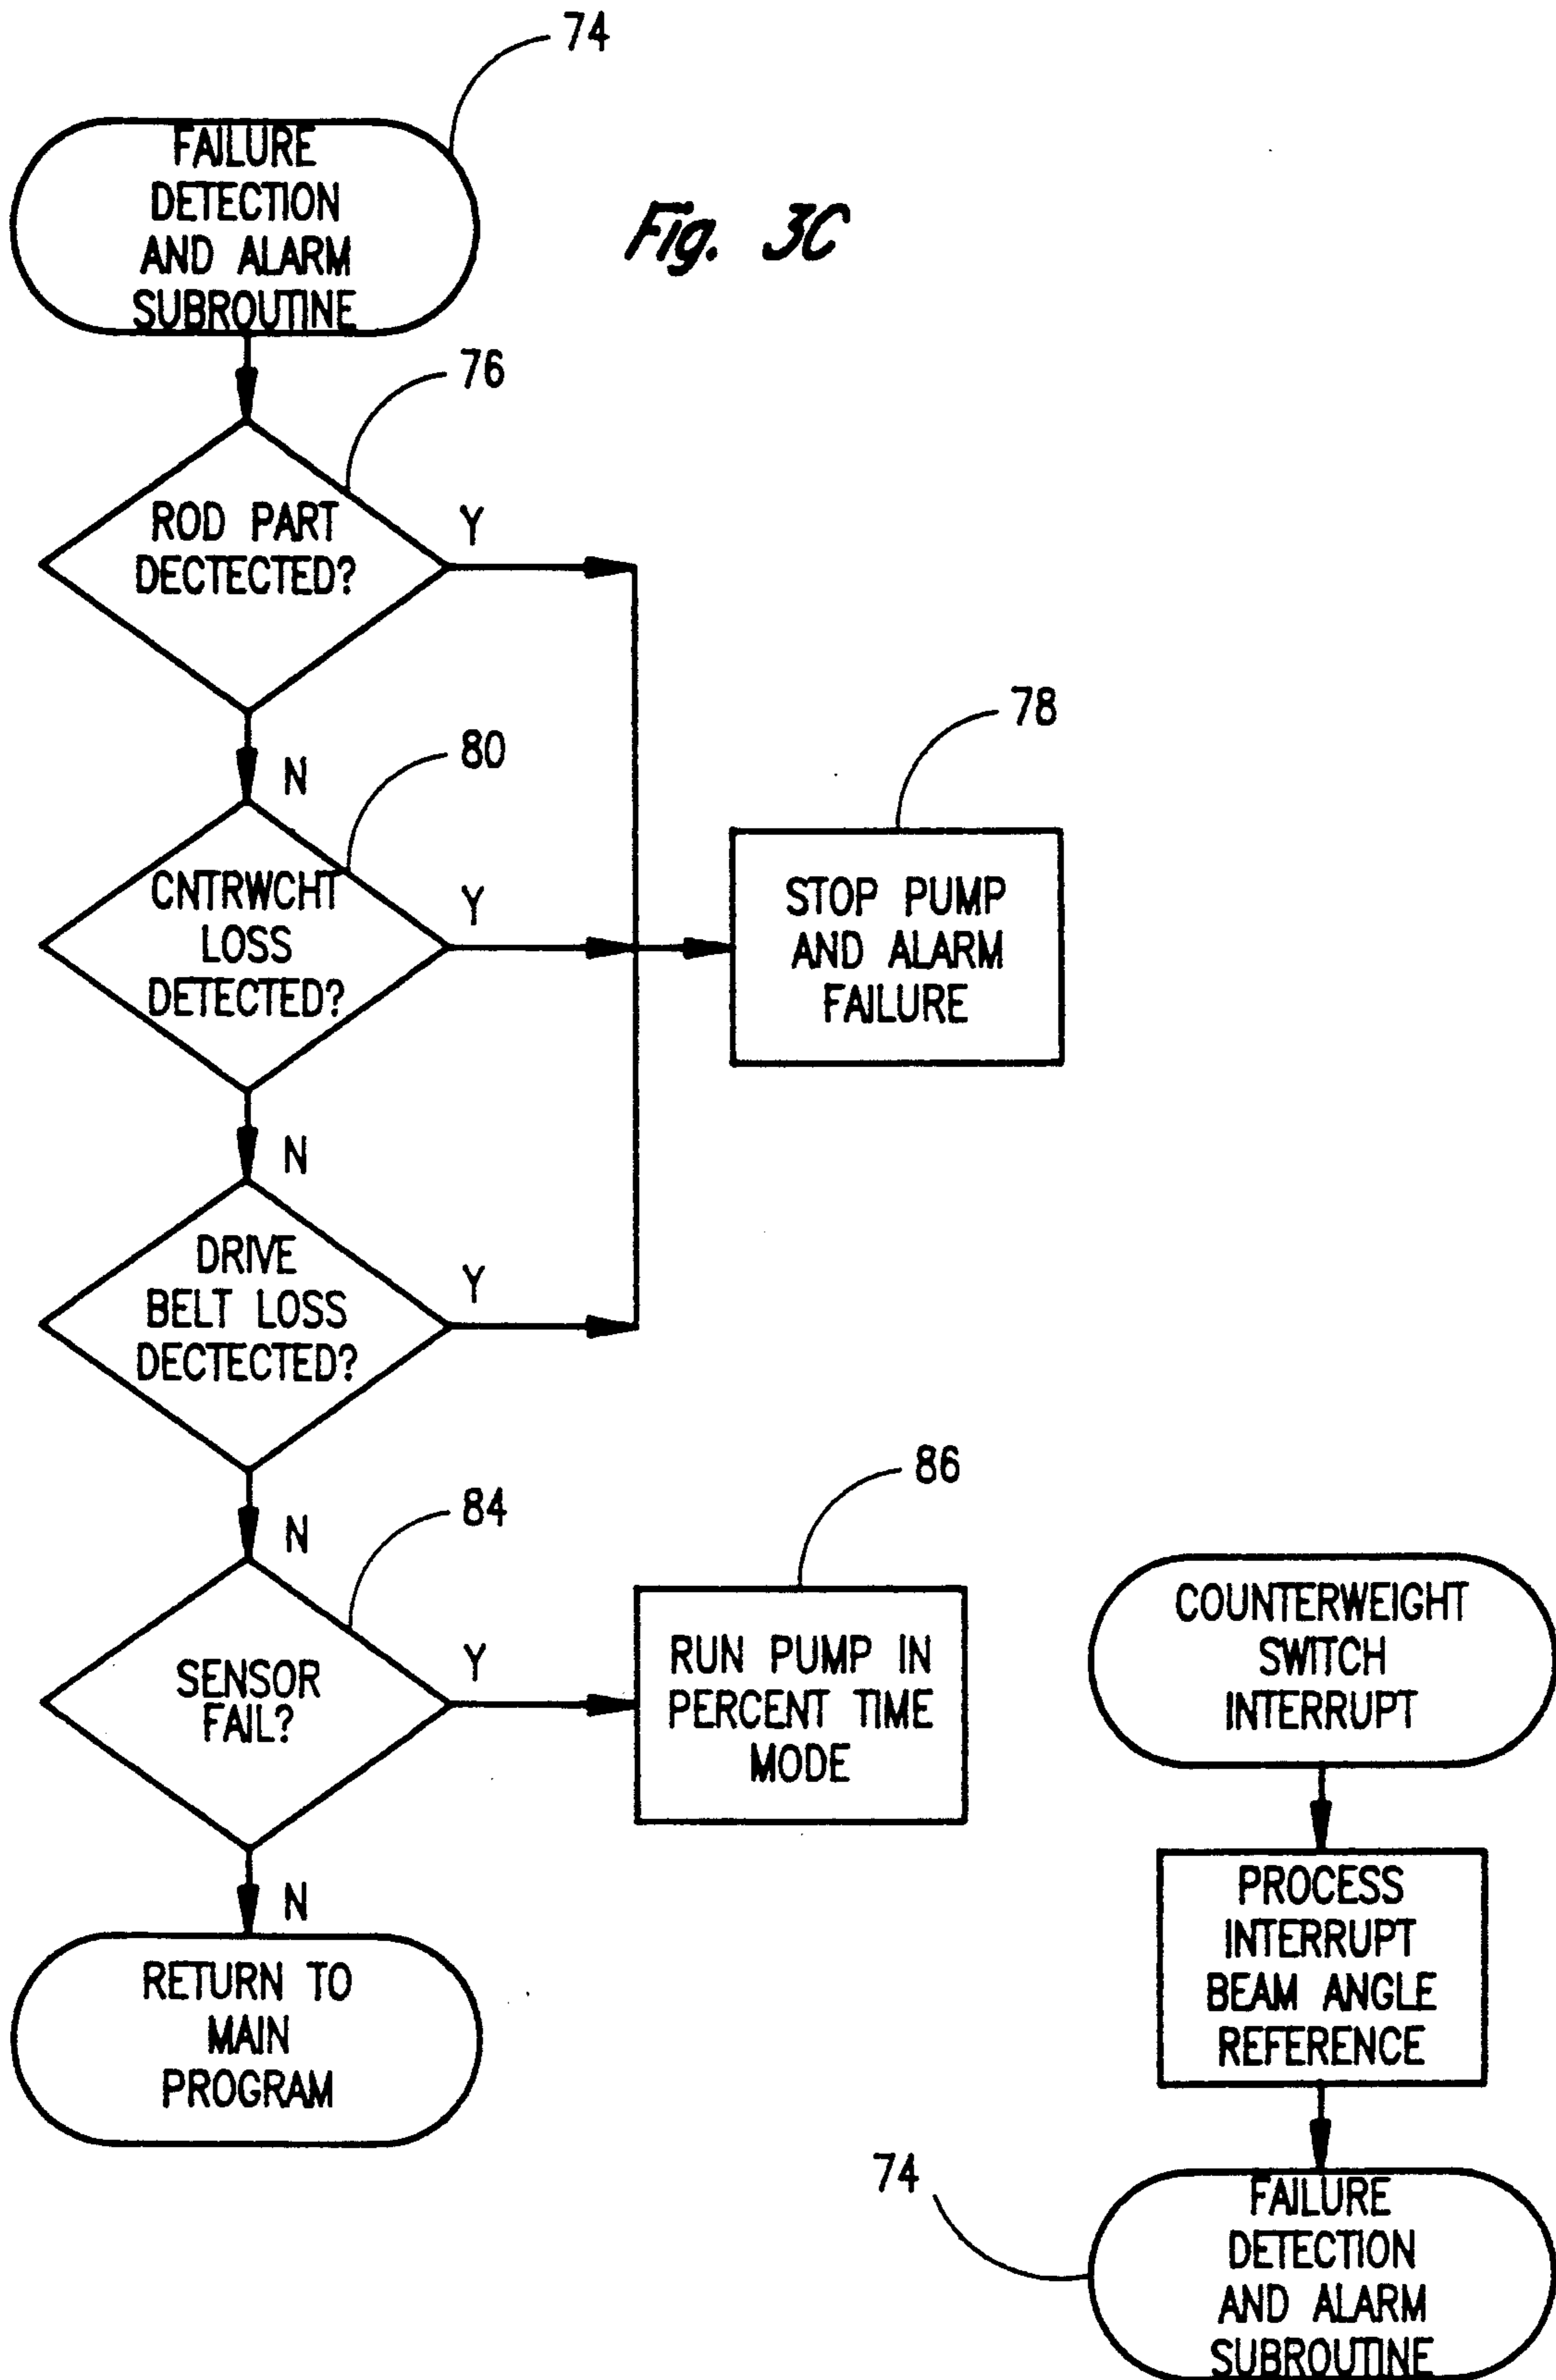 74
FAILURE
DETECTION
AND ALARM
SUBROUTINE
Fig. 3C
76
ROD PART
DECTECTED?
Y
N
80
CNTRWCHT
LOSS
DETECTED?
Y
78
STOP PUMP
AND ALARM
FAILURE
N
DRIVE
BELT LOSS
DECTECTED?
Y
N
84
SENSOR
FAIL?
Y
86
RUN PUMP IN
PERCENT TIME
MODE
N
RETURN TO
MAIN
PROGRAM
COUNTERWEIGHT
SWITCH
INTERRUPT
PROCESS
INTERRUPT
BEAM ANGLE
REFERENCE
74
FAILURE
DETECTION
AND ALARM
SUBROUTINE